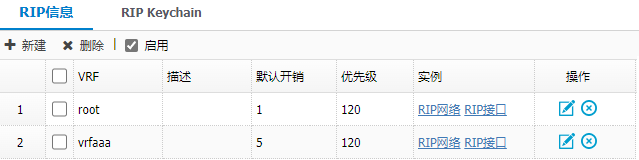 RIP信息 RIP Keychain
新建 删除 启用
VRF 描述 默认开销 优先级 实例 操作
1 root 1 120 RIP网络 RIP接口
2 vrfaaa 5 120 RIP网络 RIP接口